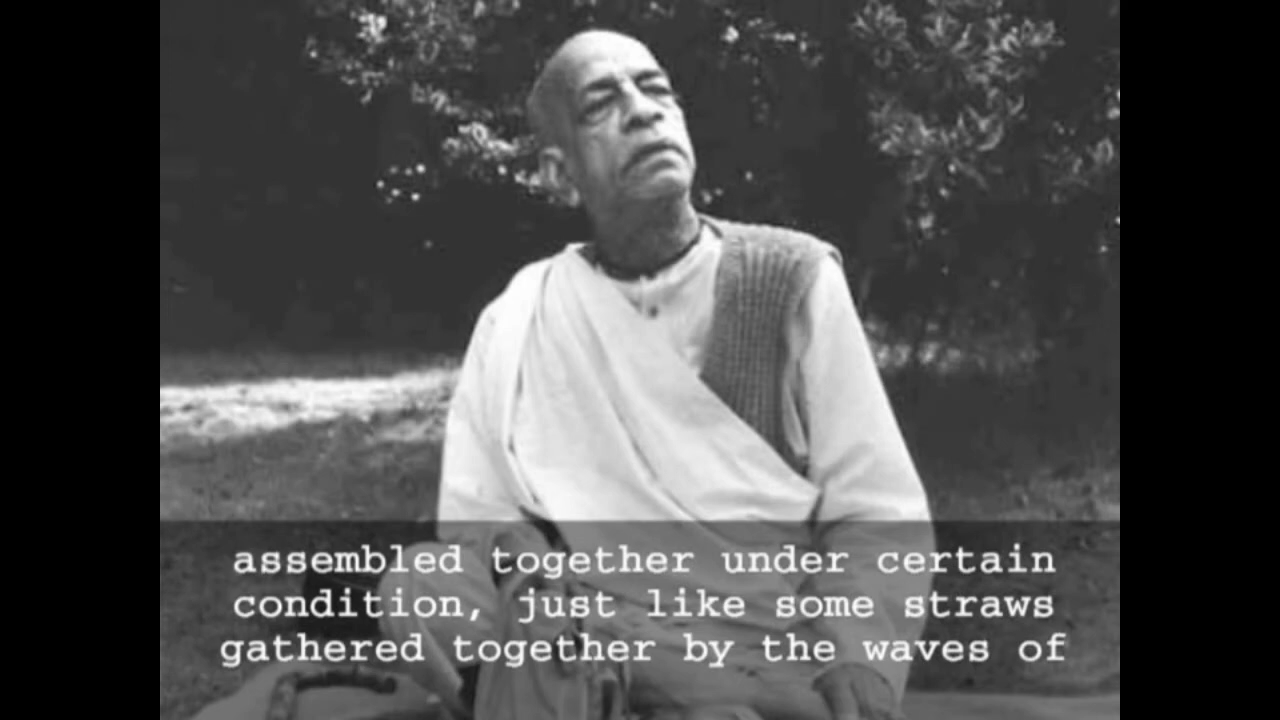 assembled together under certain
condition, just like some straws
gathered together by the waves of